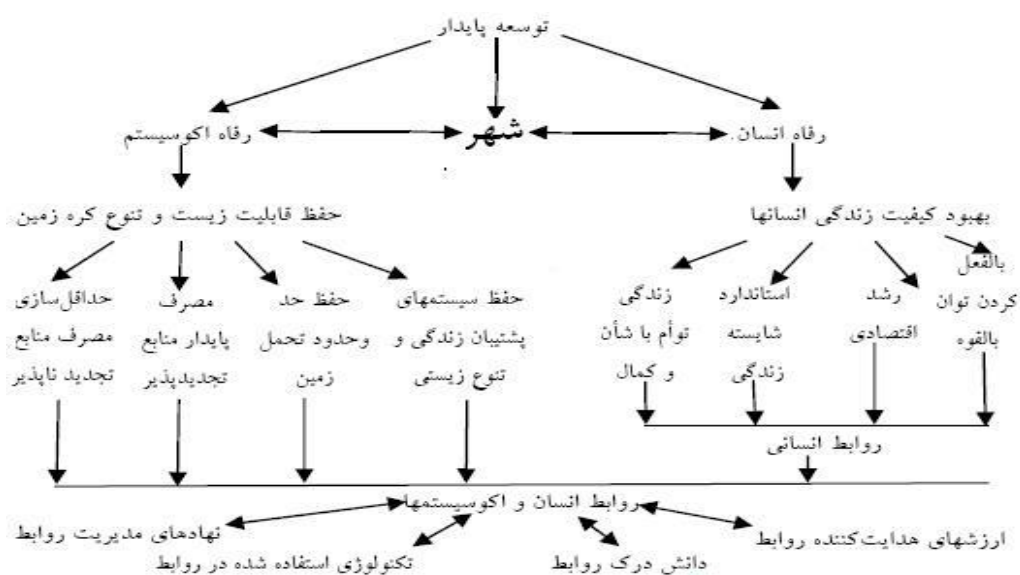 توسعه پایدار
رفاه انسان.
شهر
رفاه اکوسیستم
بهبود کیفیت زندگی انسانها
حفظ قابلیت زیست و تنوع کره زمین
بالفعل
کردن توان
بالقوه
رشد
اقتصادی
استاندارد
شایسته
زندگی
زندگی
توأم با شأن
و کمال
حفظ سیستمهای
پشتیبان زندگی و
تنوع زیستی
حفظ حد
وحدود تحمل
زمین
مصرف
پایدار منابع
تجدیدپذیر
حداقل‌سازی
مصرف منابع
تجدید ناپذیر
روابط انسانی
روابط انسان و اکوسیستمها
ارزشهای هدایت‌کننده روابط
دانش درک روابط
تکنولوژی استفاده شده در روابط
نهادهای مدیریت روابط